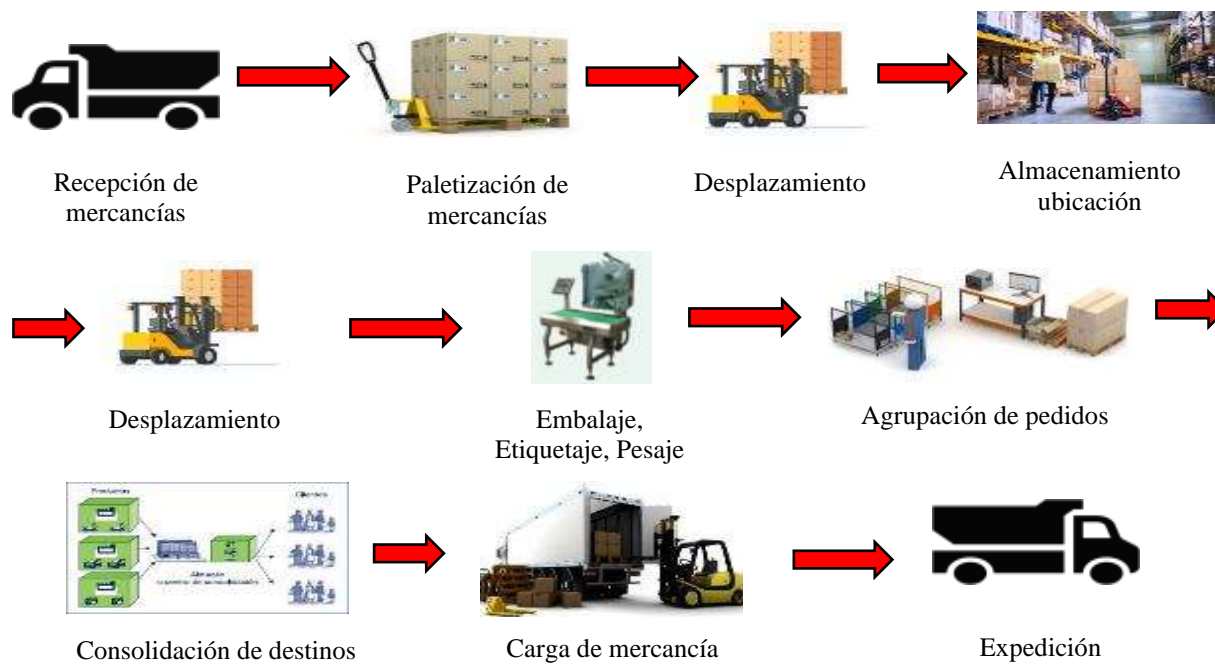 Recepción de
mercancías
Paletización de
mercancías
Desplazamiento
Almacenamiento
ubicación
Desplazamiento
Embalaje,
Etiquetaje, Pesaje
Agrupación de pedidos
Clientes
Consolidación de destinos
Carga de mercancía
Expedición